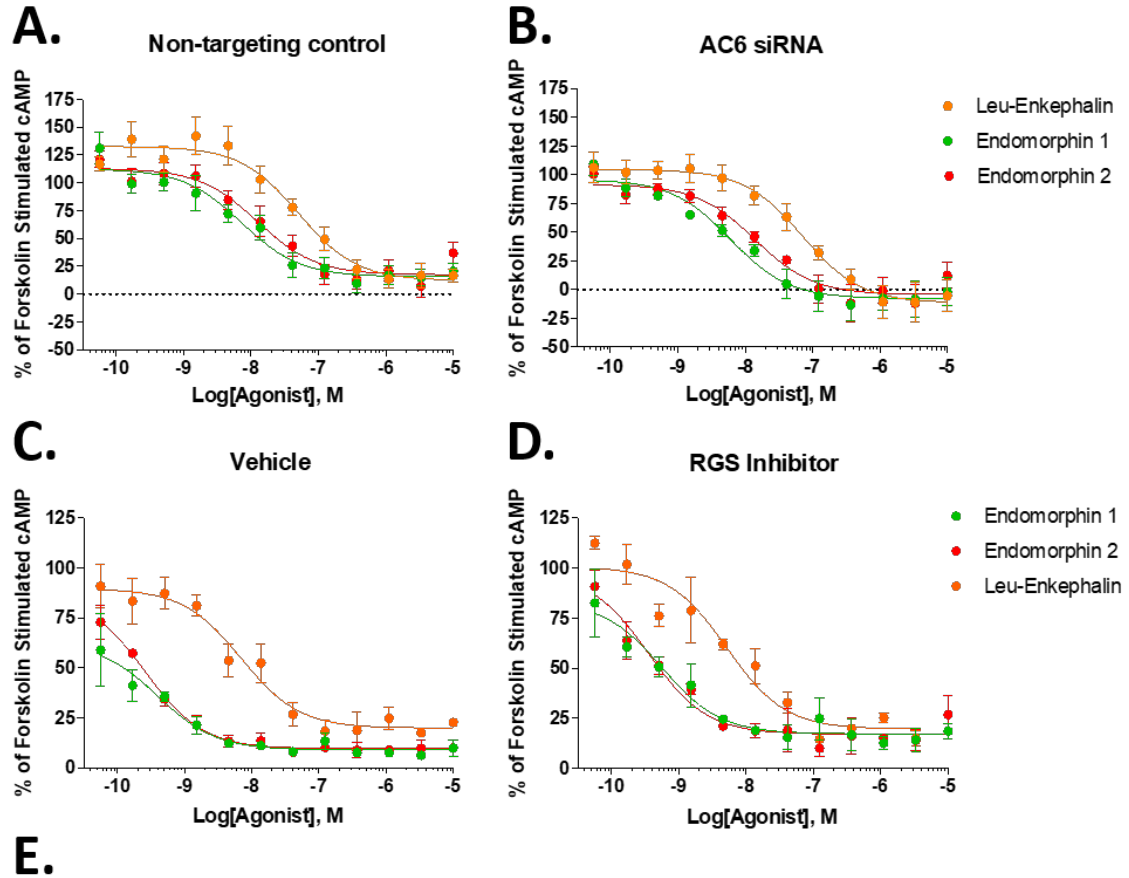 A.
Non-targeting control
% of Forskolin Stimulated cAMP
175
150
125
100
75
50
25
0
-25
-50
-10 -9 -8 -7 -6 -5
Log[Agonist], M
B.
AC6 siRNA
% of Forskolin Stimulated cAMP
175
150
125
100
75
50
25
0
-25
-50
-10 -9 -8 -7 -6 -5
Log[Agonist], M
Leu-Enkephalin
Endomorphin 1
Endomorphin 2
C.
Vehicle
% of Forskolin Stimulated cAMP
125
100
75
50
25
0
-10 -9 -8 -7 -6 -5
Log[Agonist], M
D.
RGS Inhibitor
% of Forskolin Stimulated cAMP
125
100
75
50
25
0
-10 -9 -8 -7 -6 -5
Log[Agonist], M
Endomorphin 1
Endomorphin 2
Leu-Enkephalin
E.